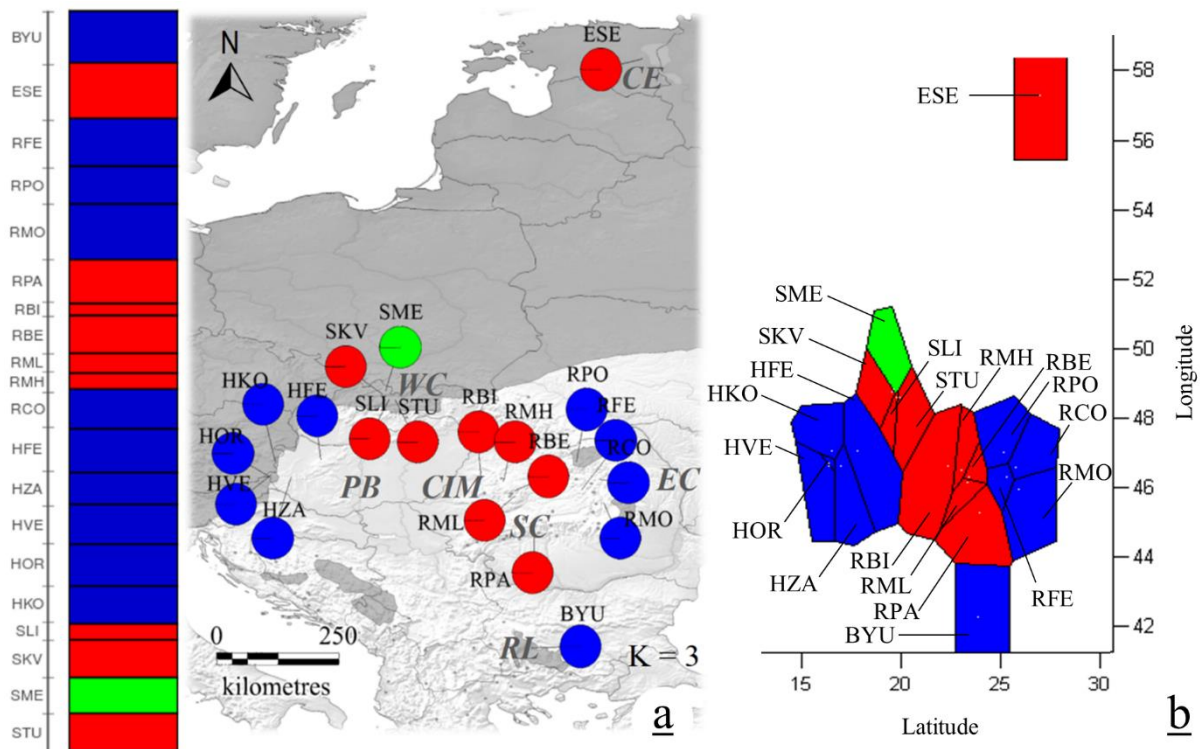 BYU
ESE
RFE
RPO
RMO
RPA
RBI
RBE
RML
RMH
RCO
HFE
HZA
HVE
HOR
HKO
SLI
SKV
SME
STU
N
ESE
CE
SME
SKV
WC
HKO
HFE
SLI
STU
RBI
RMH
RPO
RFE
RBE
RCO
HOR
HVE
HZA
PB
CIM
EC
RML
SC
RMO
RPA
BYU
RL
K = 3
0 250
kilometres
a
ESE
SME
SKV
SLI
RMH
RBE
HFE
STU
RPO
HKO
RCO
HVE
RMO
HOR
HZA
RBI
RML
RPA
RFE
BYU
58
56
54
52
50
48
46
44
42
Longitude
15 20 25 30
Latitude
b